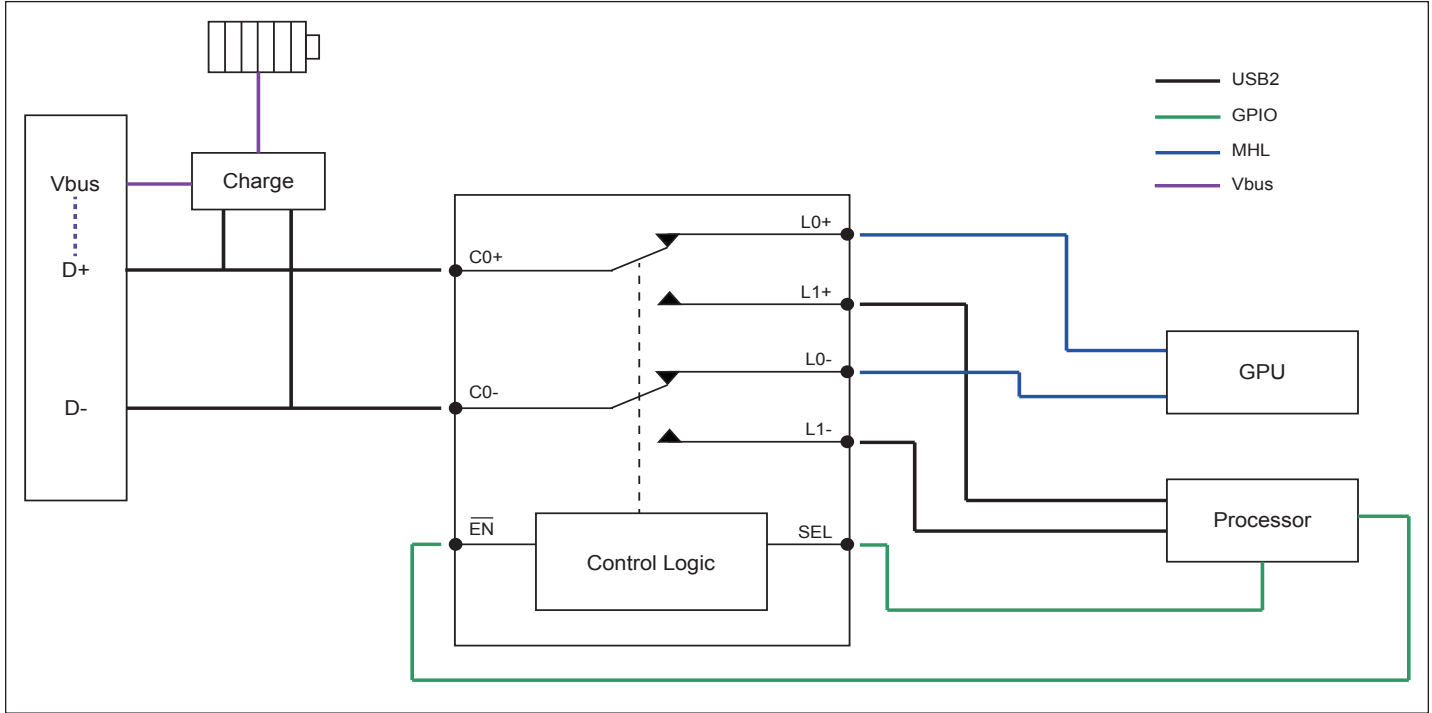 USB2
GPIO
MHL
Vbus
Vbus
Charge
D+
D-
C0+
C0-
L0+
L1+
L0-
L1-
EN
SEL
Control Logic
GPU
Processor